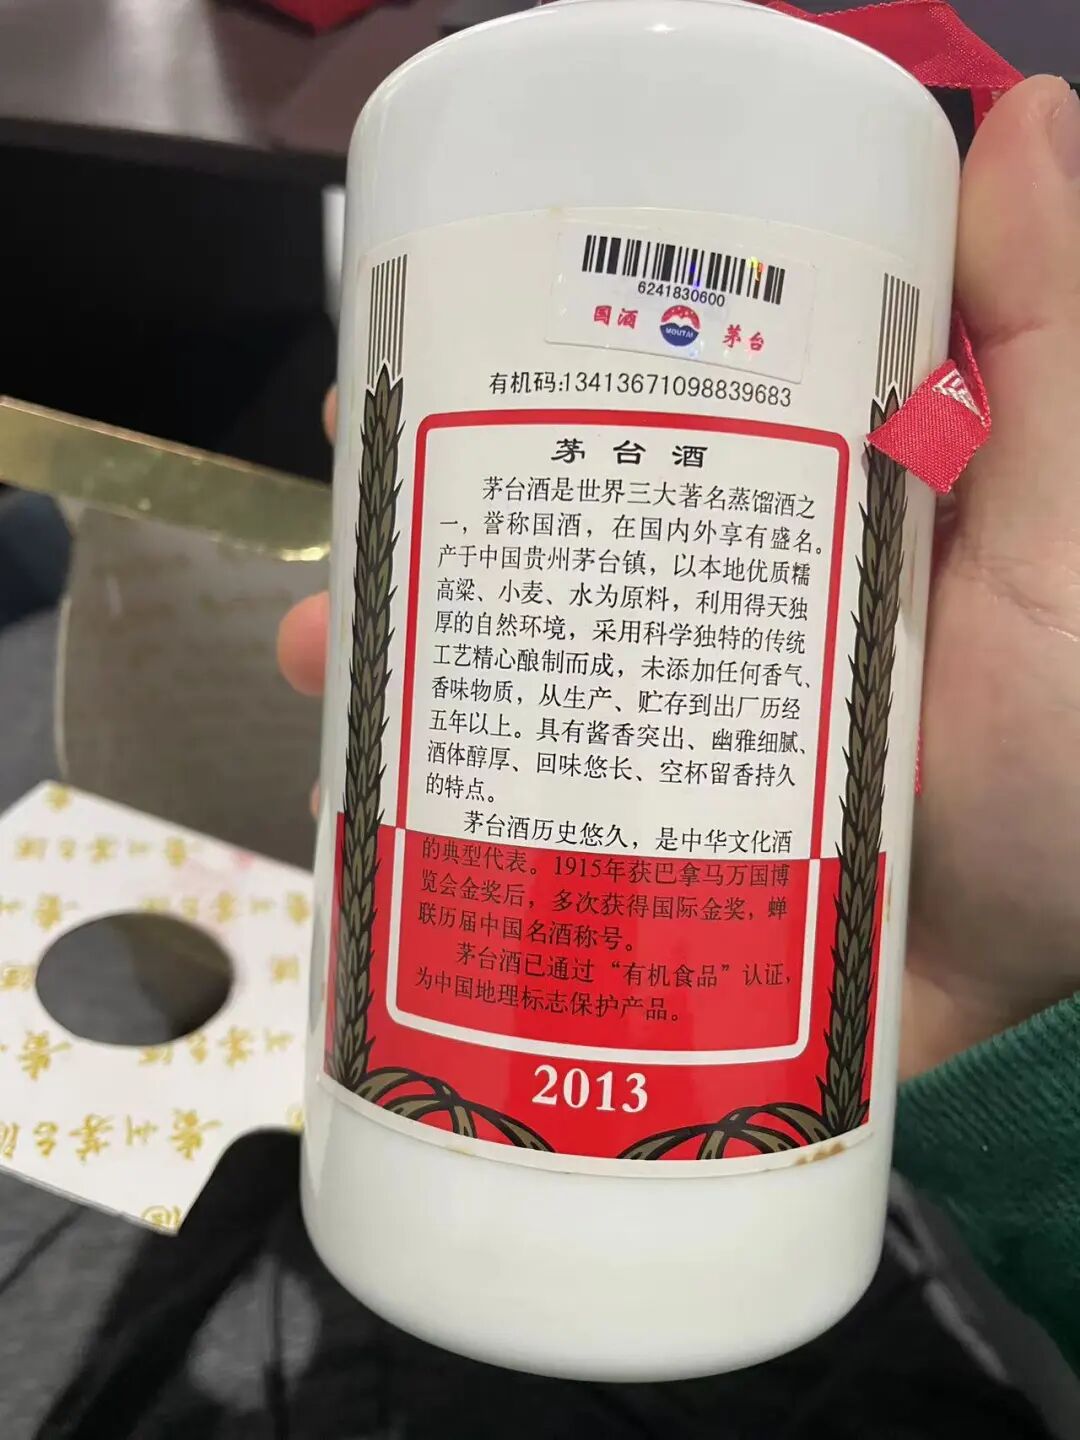 6241830600
国酒 MOUTAI 茅台
有机码:13413671098839683
茅台酒
茅台酒是世界三大著名蒸馏酒之
一，誉称国酒，在国内外享有盛名。
产于中国贵州茅台镇，以本地优质糯
高粱、小麦、水为原料，利用得天独
厚的自然环境，采用科学独特的传统
工艺精心酿制而成，未添加任何香气、
香味物质，从生产、贮存到出厂历经
五年以上。具有酱香突出、幽雅细腻、
酒体醇厚、回味悠长、空杯留香持久
的特点。
茅台酒历史悠久，是中华文化酒
的典型代表。1915年获巴拿马万国博
览会金奖后，多次获得国际金奖，蝉
联历届中国名酒称号。
茅台酒已通过“有机食品”认证，
为中国地理标志保护产品。
2013
贵州茅台酒